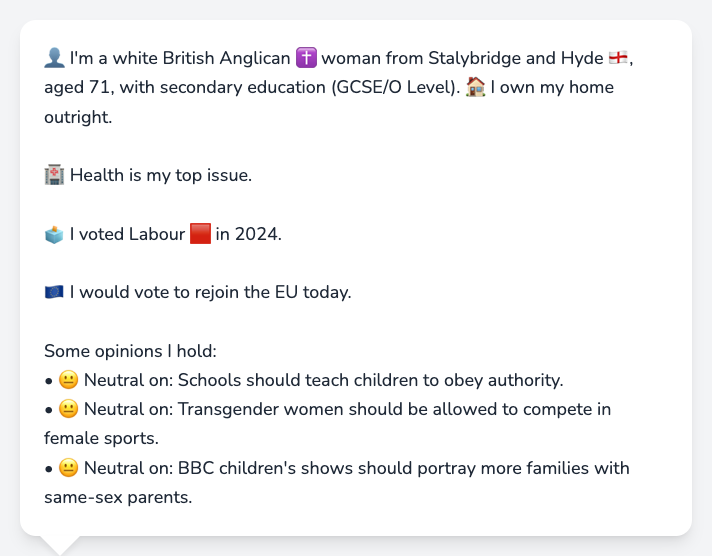 👤 I'm a white British Anglican ✝️ woman from Stalybridge and Hyde 🏴󠁧󠁢󠁥󠁮󠁧󠁿,
aged 71, with secondary education (GCSE/O Level). 🏠 I own my home
outright.
🏥 Health is my top issue.
🗳️ I voted Labour 🟥 in 2024.
🇪🇺 I would vote to rejoin the EU today.
Some opinions I hold:
• 😐 Neutral on: Schools should teach children to obey authority.
• 😐 Neutral on: Transgender women should be allowed to compete in
female sports.
• 😐 Neutral on: BBC children's shows should portray more families with
same-sex parents.